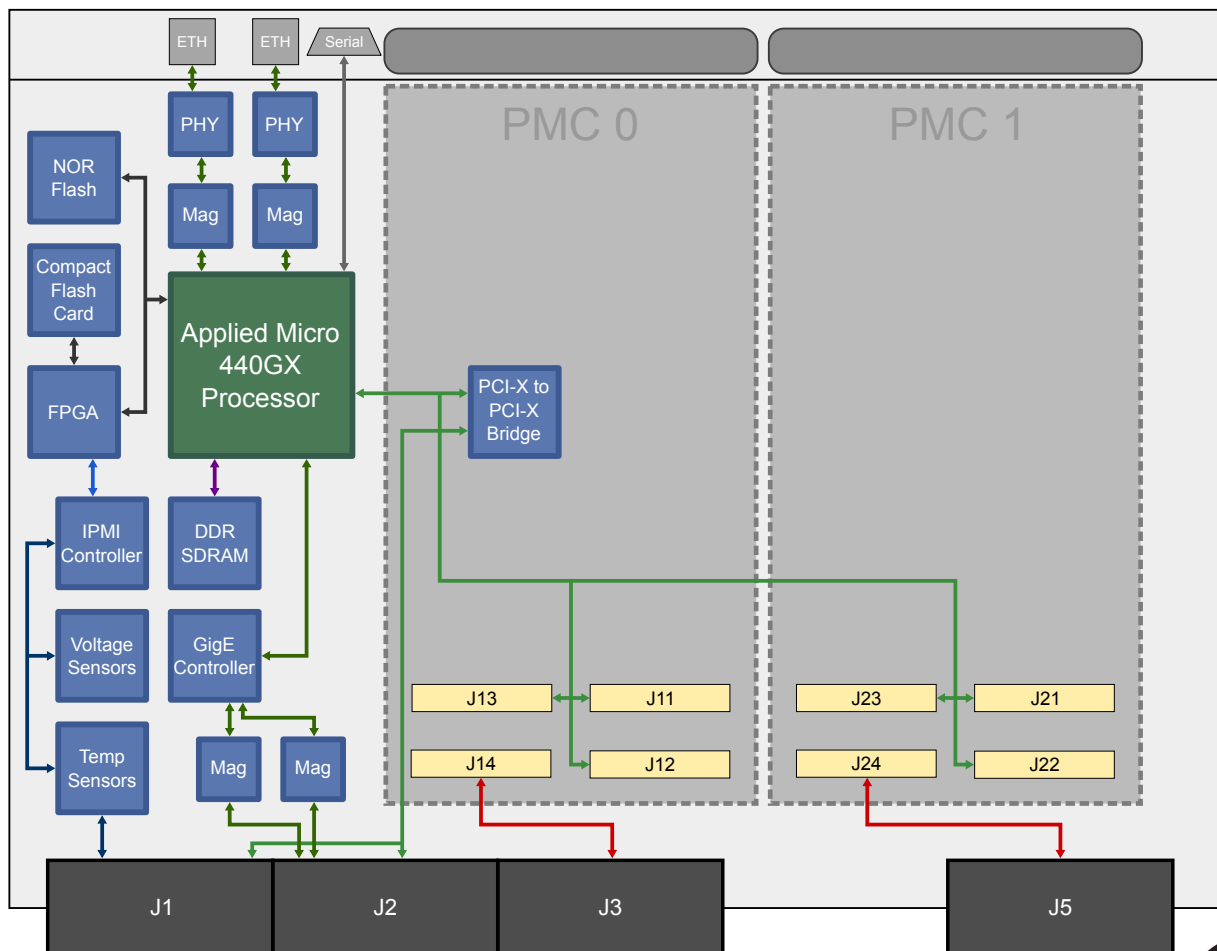 ETH
ETH
Serial
PMC 0
PMC 1
PHY
PHY
NOR
Flash
Mag
Mag
Compact
Flash
Card
Applied Micro
440GX
Processor
FPGA
PCI-X to
PCI-X
Bridge
IPMI
Controller
DDR
SDRAM
Voltage
Sensors
GigE
Controller
J13
J11
J23
J21
Temp
Sensors
Mag
Mag
J14
J12
J24
J22
J1
J2
J3
J5